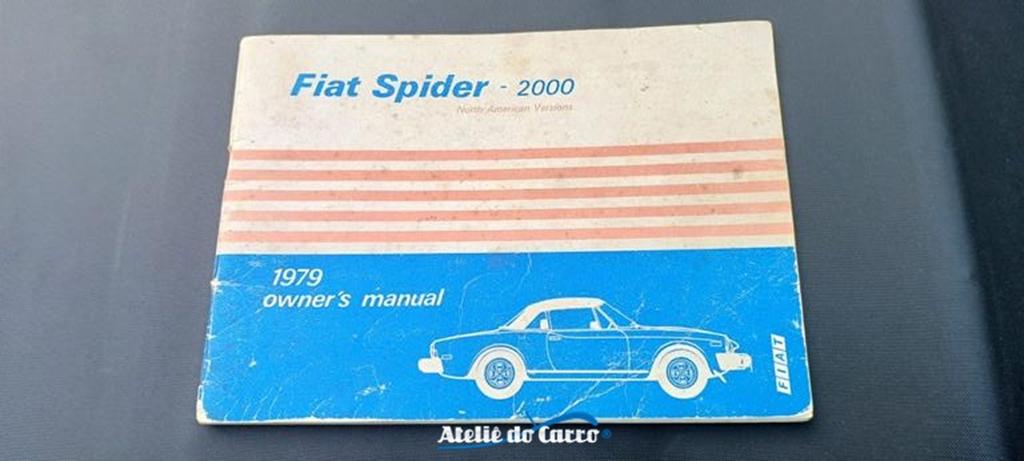 Fiat Spider - 2000
North American Versions
1979
owner's manual
FIAT
Ateliê do Carro®